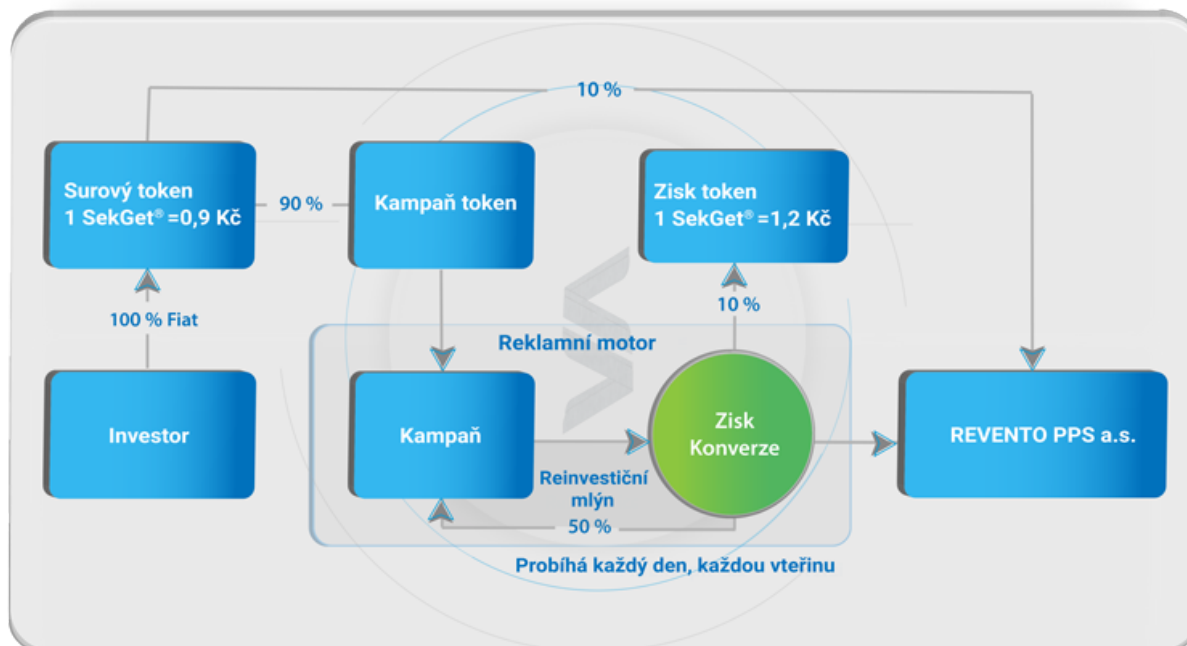 10 %
Surový token
1 SekGet® =0,9 Kč
90 %
Kampaň token
Zisk token
1 SekGet® =1,2 Kč
100 % Fiat
10 %
Reklamní motor
Investor
Kampaň
Zisk
Konverze
REVENTO PPS a.s.
Reinvestiční
mlýn
50 %
Probíhá každý den, každou vteřinu